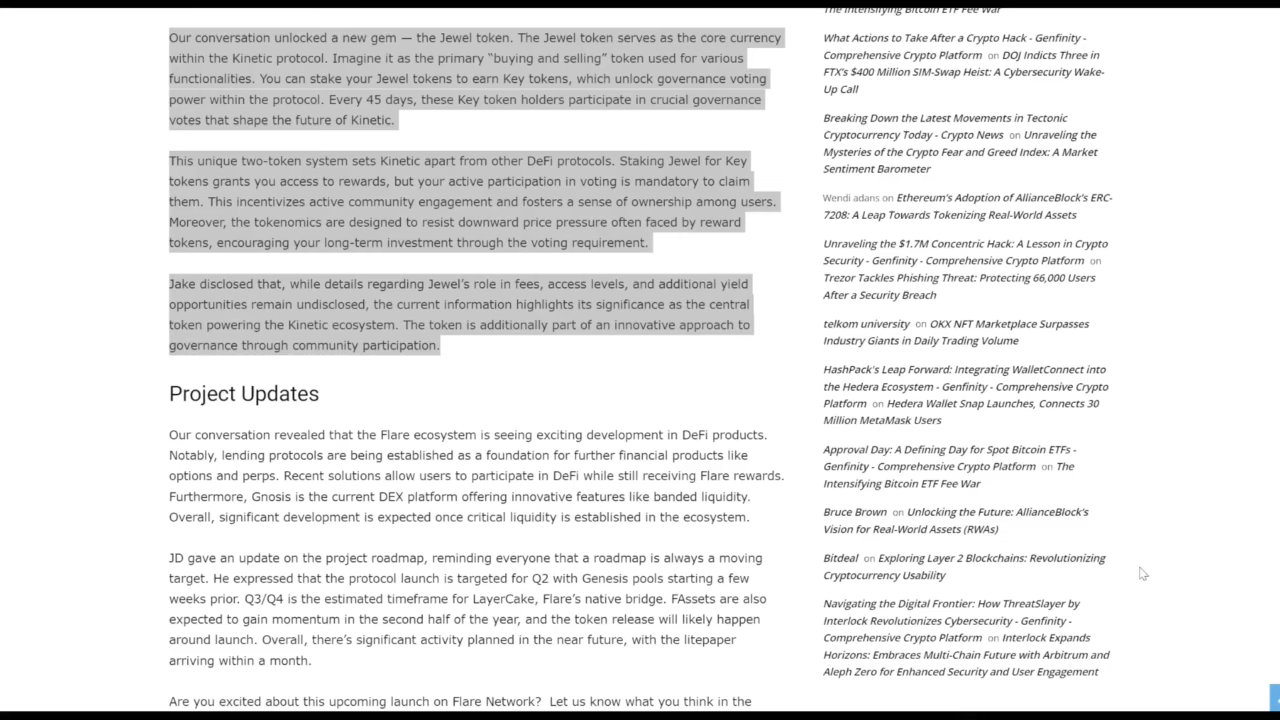 Our conversation unlocked a new gem — the Jewel token. The Jewel token serves as the core currency
within the Kinetic protocol. Imagine it as the primary “buying and selling” token used for various
functionalities. You can stake your Jewel tokens to earn Key tokens, which unlock governance voting
power within the protocol. Every 45 days, these Key token holders participate in crucial governance
votes that shape the future of Kinetic.
This unique two-token system sets Kinetic apart from other DeFi protocols. Staking Jewel for Key
tokens grants you access to rewards, but your active participation in voting is mandatory to claim
them. This incentivizes active community engagement and fosters a sense of ownership among users.
Moreover, the tokenomics are designed to resist downward price pressure often faced by reward
tokens, encouraging your long-term investment through the voting requirement.
Jake disclosed that, while details regarding Jewel’s role in fees, access levels, and additional yield
opportunities remain undisclosed, the current information highlights its significance as the central
token powering the Kinetic ecosystem. The token is additionally part of an innovative approach to
governance through community participation.
Project Updates
Our conversation revealed that the Flare ecosystem is seeing exciting development in DeFi products.
Notably, lending protocols are being established as a foundation for further financial products like
options and perps. Recent solutions allow users to participate in DeFi while still receiving Flare rewards.
Furthermore, Gnosis is the current DEX platform offering innovative features like banded liquidity.
Overall, significant development is expected once critical liquidity is established in the ecosystem.
JD gave an update on the project roadmap, reminding everyone that a roadmap is always a moving
target. He expressed that the protocol launch is targeted for Q2 with Genesis pools starting a few
weeks prior. Q3/Q4 is the estimated timeframe for LayerCake, Flare’s native bridge. FAssets are also
expected to gain momentum in the second half of the year, and the token release will likely happen
around launch. Overall, there’s significant activity planned in the near future, with the litepaper
arriving within a month.
Are you excited about this upcoming launch on Flare Network? Let us know what you think in the
The Intensifying Bitcoin ETF Fee War
What Actions to Take After a Crypto Hack - Genfinity -
Comprehensive Crypto Platform on DOJ Indicts Three in
FTX’s $400 Million SIM-Swap Heist: A Cybersecurity Wake-
Up Call
Breaking Down the Latest Movements in Tectonic
Cryptocurrency Today - Crypto News on Unraveling the
Mysteries of the Crypto Fear and Greed Index: A Market
Sentiment Barometer
Wendi adans on Ethereum’s Adoption of AllianceBlock’s ERC-
7208: A Leap Towards Tokenizing Real-World Assets
Unraveling the $1.7M Concentric Hack: A Lesson in Crypto
Security - Genfinity - Comprehensive Crypto Platform on
Trezor Tackles Phishing Threat: Protecting 66,000 Users
After a Security Breach
telkom university on OKX NFT Marketplace Surpasses
Industry Giants in Daily Trading Volume
HashPack's Leap Forward: Integrating WalletConnect into
the Hedera Ecosystem - Genfinity - Comprehensive Crypto
Platform on Hedera Wallet Snap Launches, Connects 30
Million MetaMask Users
Approval Day: A Defining Day for Spot Bitcoin ETFs -
Genfinity - Comprehensive Crypto Platform on The
Intensifying Bitcoin ETF Fee War
Bruce Brown on Unlocking the Future: AllianceBlock’s
Vision for Real-World Assets (RWAs)
Bitdeal on Exploring Layer 2 Blockchains: Revolutionizing
Cryptocurrency Usability
Navigating the Digital Frontier: How ThreatSlayer by
Interlock Revolutionizes Cybersecurity - Genfinity -
Comprehensive Crypto Platform on Interlock Expands
Horizons: Embraces Multi-Chain Future with Arbitrum and
Aleph Zero for Enhanced Security and User Engagement